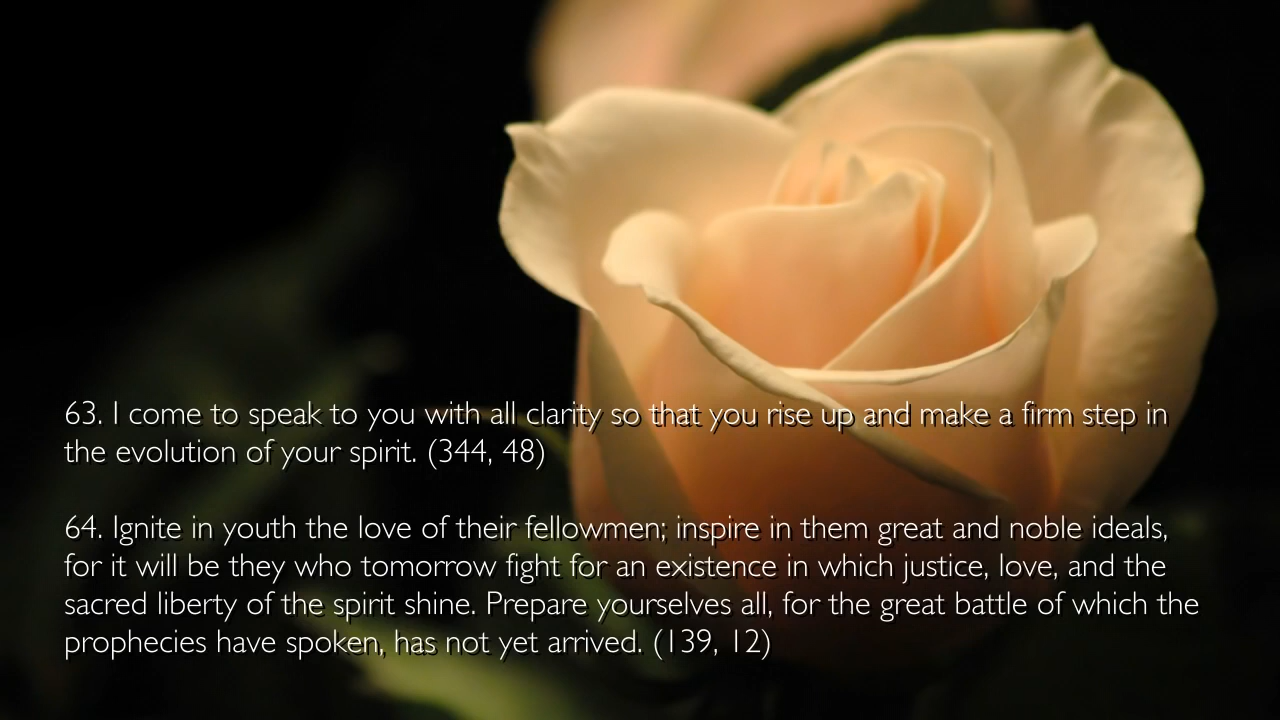 63. I come to speak to you with all clarity so that you rise up and make a firm step in
the evolution of your spirit. (344, 48)
64. Ignite in youth the love of their fellowmen; inspire in them great and noble ideals,
for it will be they who tomorrow fight for an existence in which justice, love, and the
sacred liberty of the spirit shine. Prepare yourselves all, for the great battle of which the
prophecies have spoken, has not yet arrived. (139, 12)